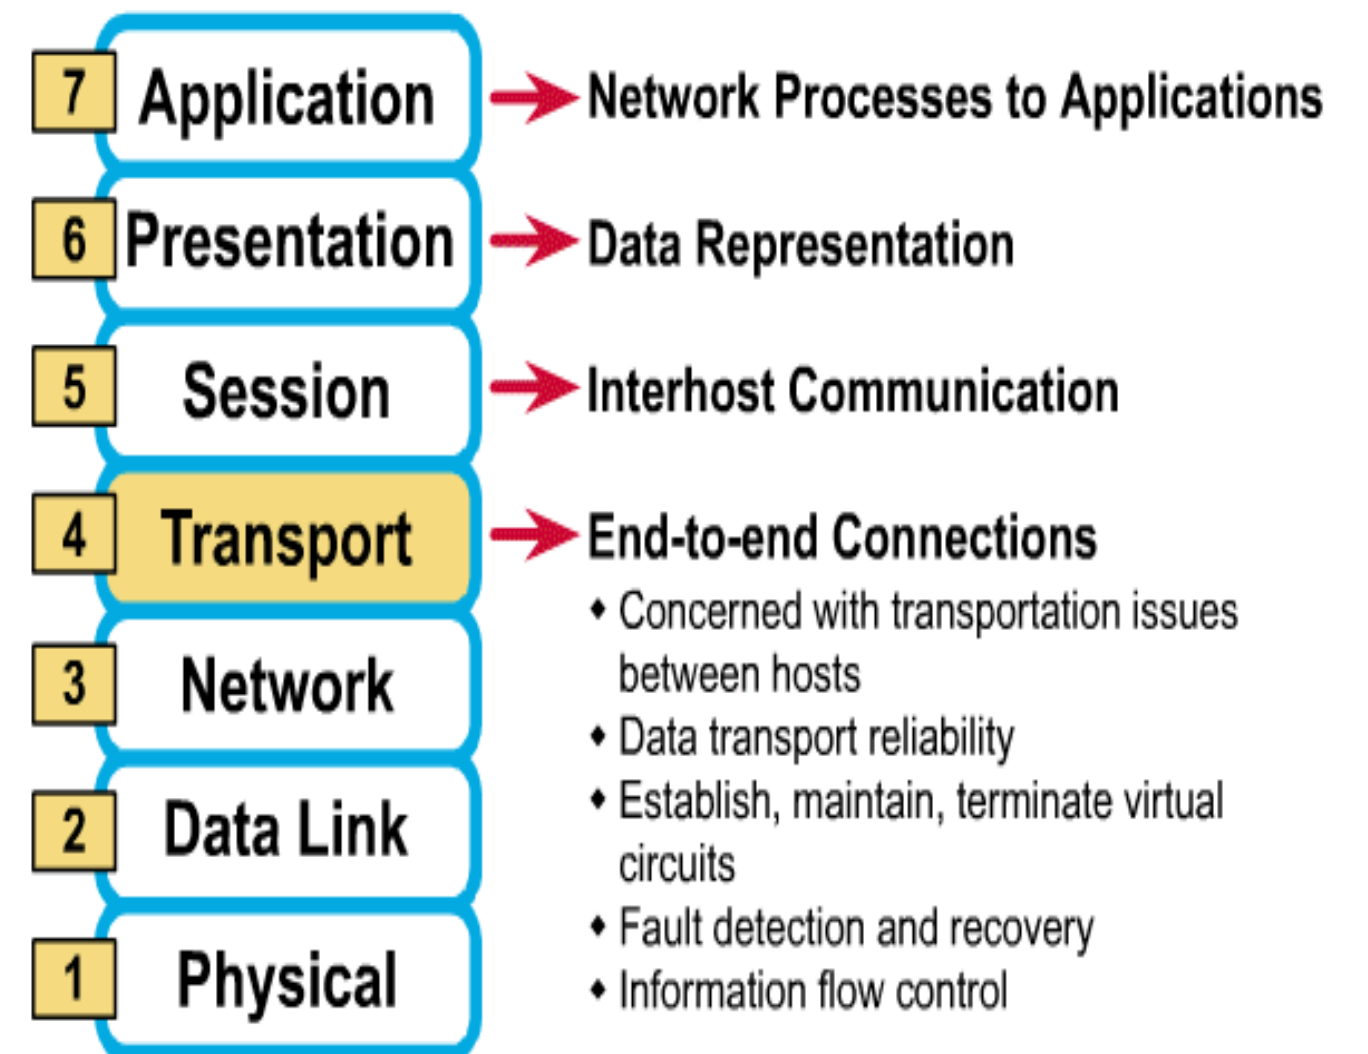 7 Application Network Processes to Applications
6 Presentation Data Representation
5 Session Interhost Communication
4 Transport End-to-end Connections
Concerned with transportation issues
between hosts
3 Network
Data transport reliability
Establish, maintain, terminate virtual
2 Data Link
circuits
Fault detection and recovery
1 Physical
Information flow control